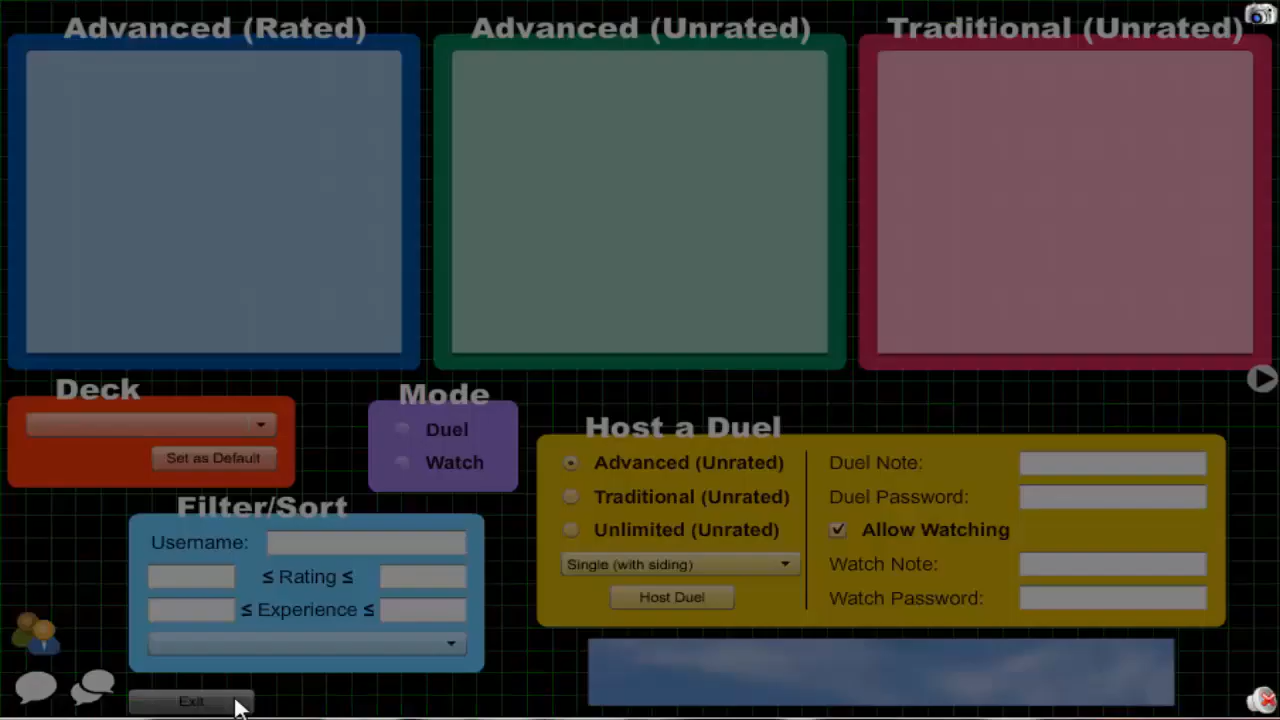 Advanced (Rated)
Advanced (Unrated)
Traditional (Unrated)
Deck
Set as Default
Mode
Duel
Watch
Filter/Sort
Username:
≤ Rating ≤
≤ Experience ≤
Exit
Host a Duel
Advanced (Unrated)
Traditional (Unrated)
Unlimited (Unrated)
Single (with siding)
Host Duel
Duel Note:
Duel Password:
Allow Watching
Watch Note:
Watch Password: